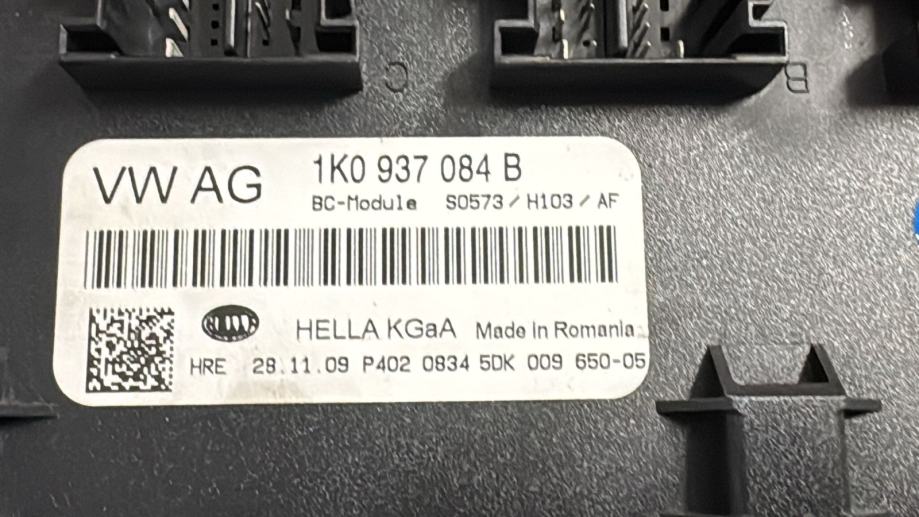 C
B
VW AG
1K0 937 084 B
BC-Module S0573 / H103 / AF
HELLA KGaA Made in Romania
HRE 28.11.09 P402 0834 5DK 009 650-05